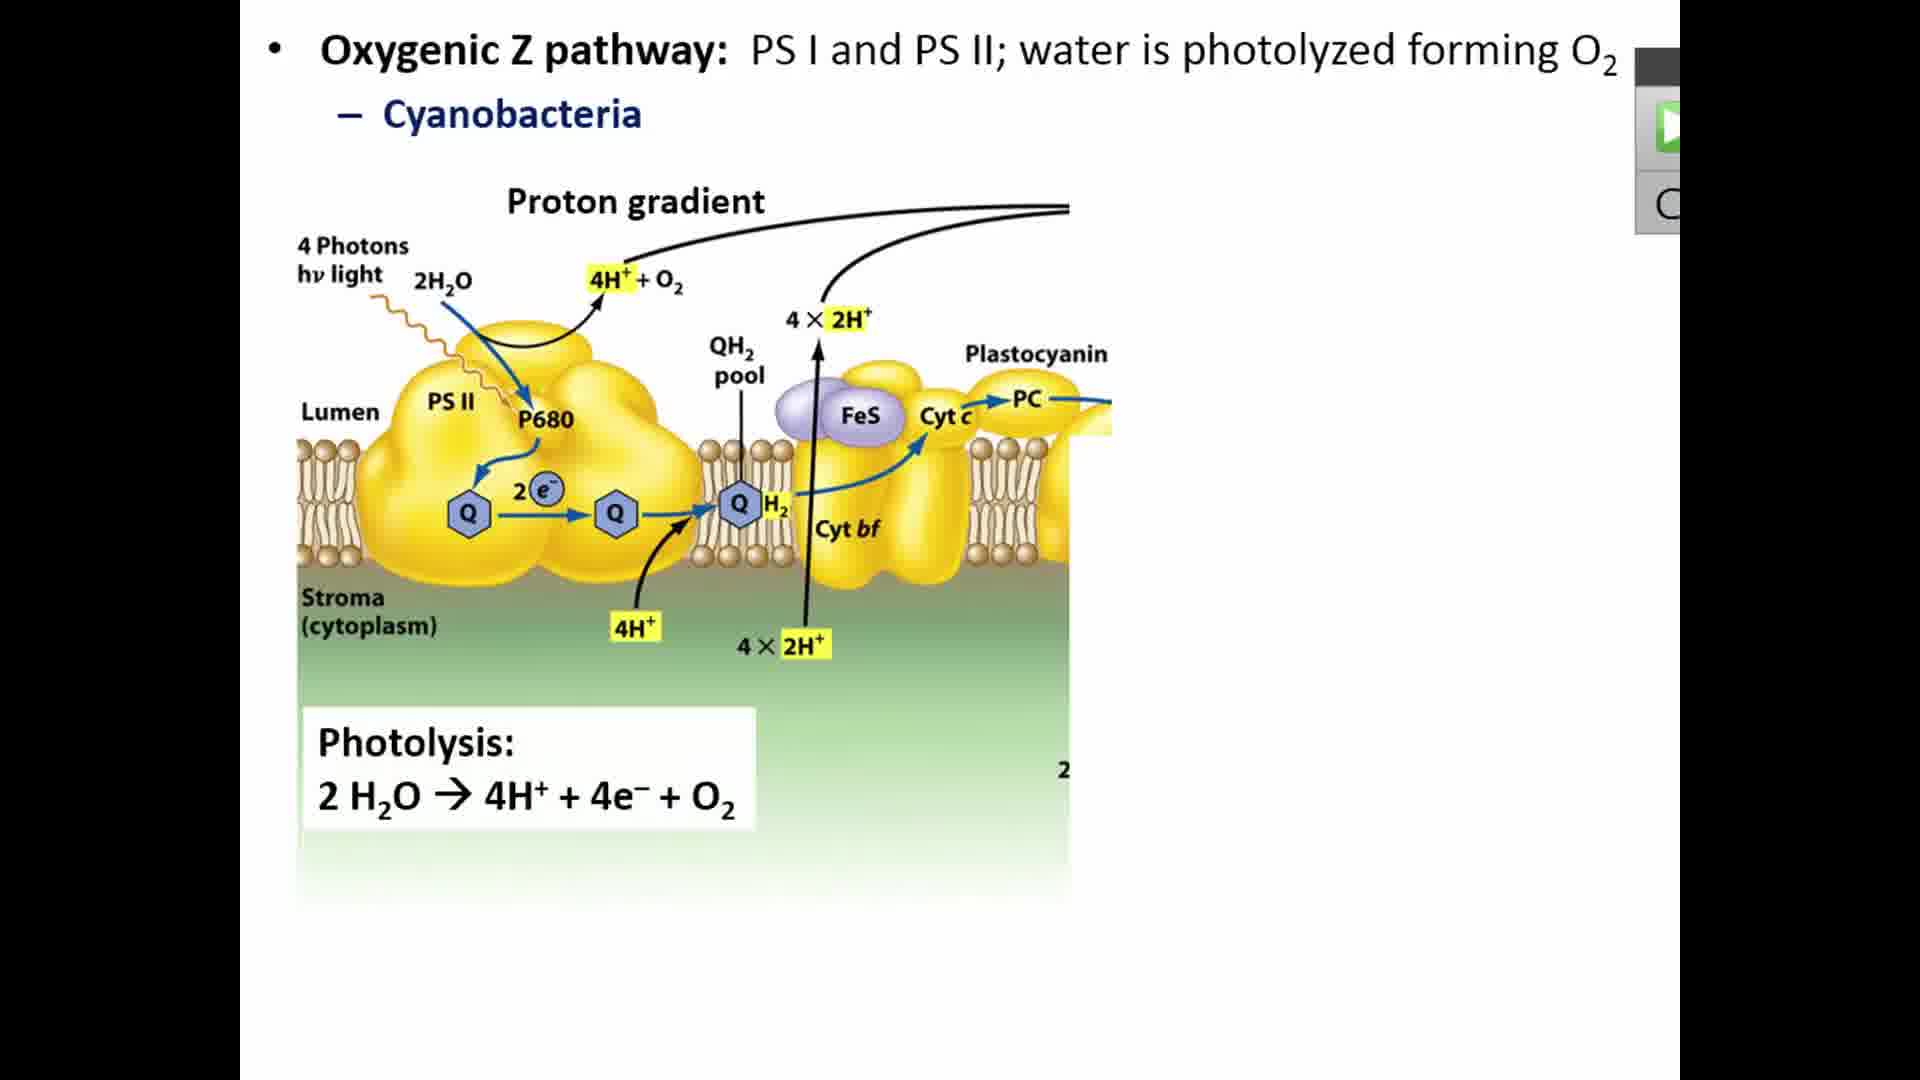 • Oxygenic Z pathway: PS I and PS II; water is photolyzed forming O₂
– Cyanobacteria
Proton gradient
4 Photons
hν light
2H₂O
4H⁺ + O₂
4 × 2H⁺
QH₂
pool
Plastocyanin
Lumen
PS II
P680
FeS
Cyt c
PC
2 e⁻
Q
Q
Q H₂
Cyt bf
Stroma
(cytoplasm)
4H⁺
4 × 2H⁺
Photolysis:
2 H₂O → 4H⁺ + 4e⁻ + O₂
2